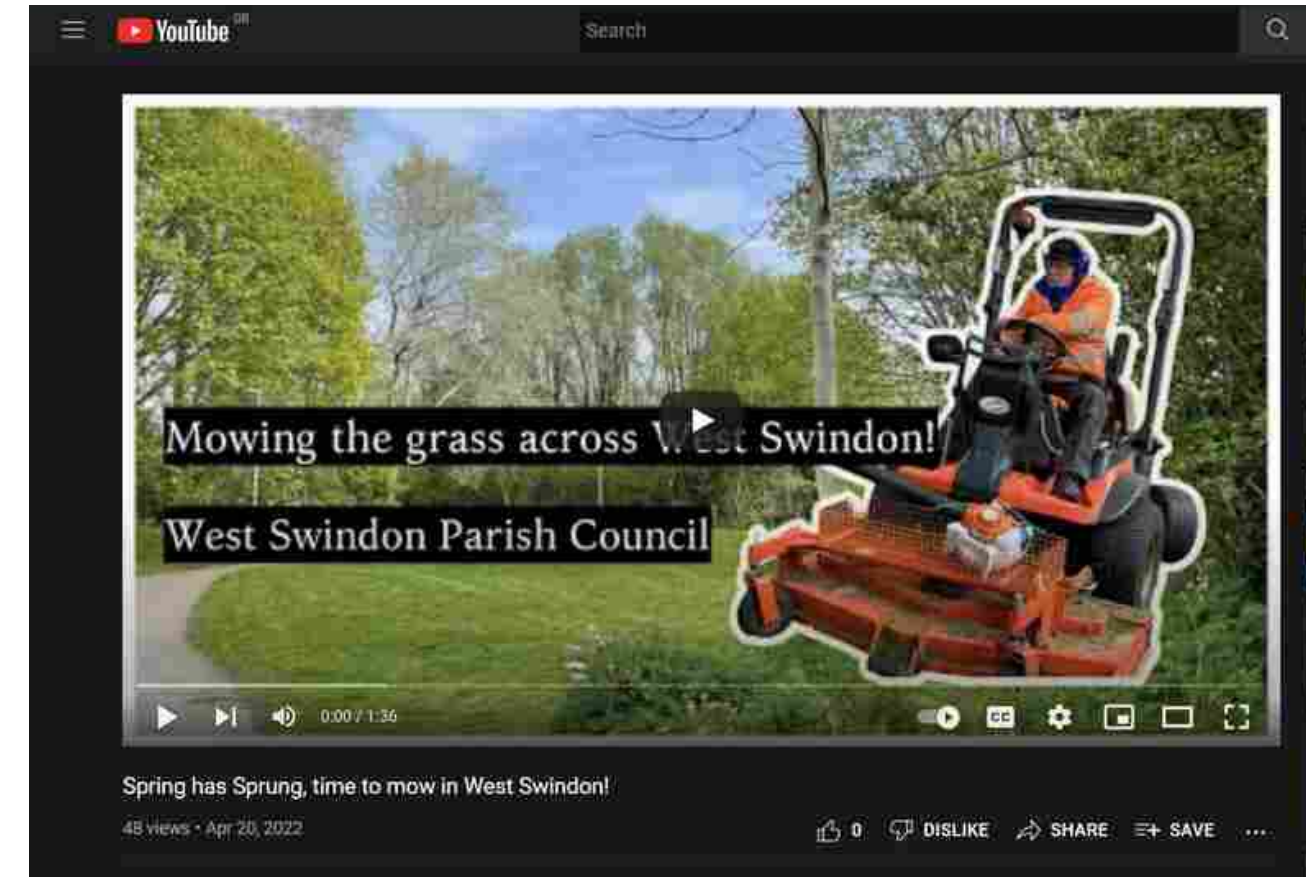 YouTube GB
Search
Mowing the grass across West Swindon!
West Swindon Parish Council
0:00 / 1:36
CC
Spring has Sprung, time to mow in West Swindon!
48 views • Apr 20, 2022
0 DISLIKE SHARE SAVE